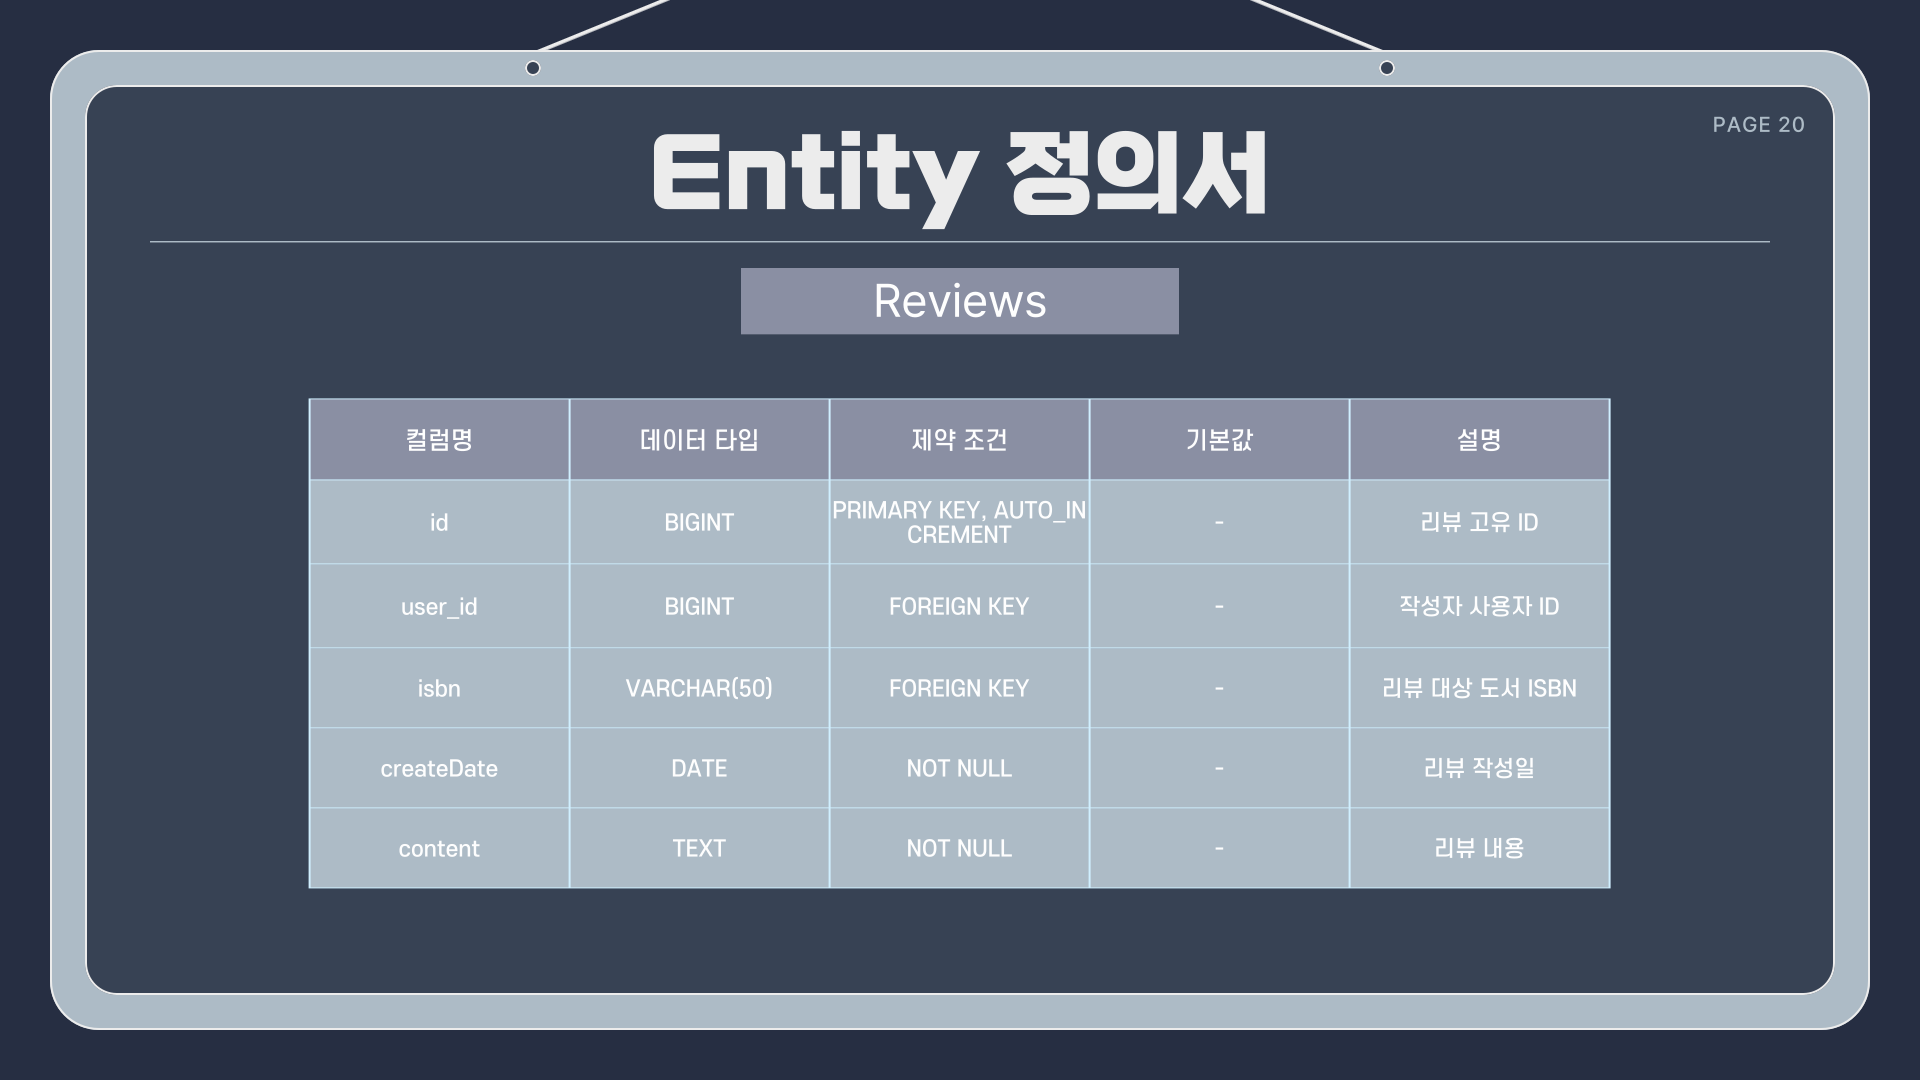 PAGE 20
Entity 정의서
Reviews
컬럼명 데이터 타입 제약 조건 기본값 설명
id BIGINT PRIMARY KEY, AUTO_IN
CREMENT - 리뷰 고유 ID
user_id BIGINT FOREIGN KEY - 작성자 사용자 ID
isbn VARCHAR(50) FOREIGN KEY - 리뷰 대상 도서 ISBN
createDate DATE NOT NULL - 리뷰 작성일
content TEXT NOT NULL - 리뷰 내용